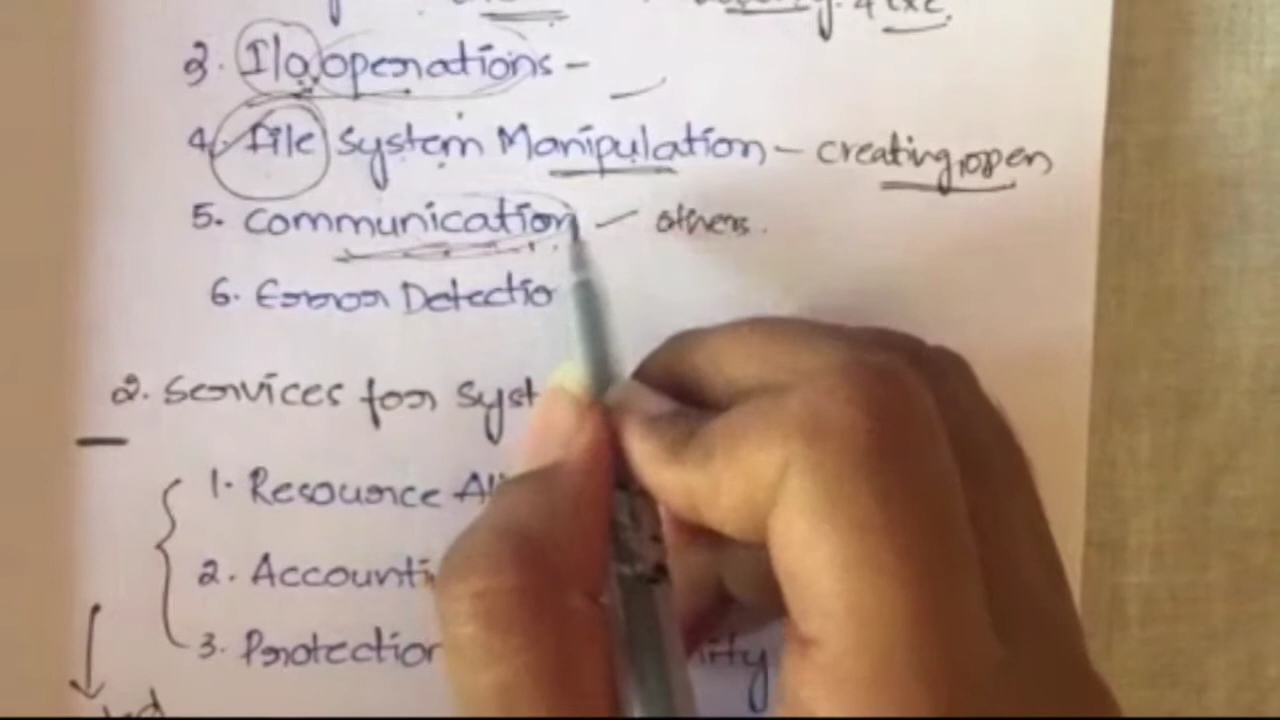 3. I/o operations -
4. File System Manipulation - creating, open
5. Communication - others.
6. Error Detectio
2. Services for Syst
1. Resource Al
2. Accounti
3. Protection